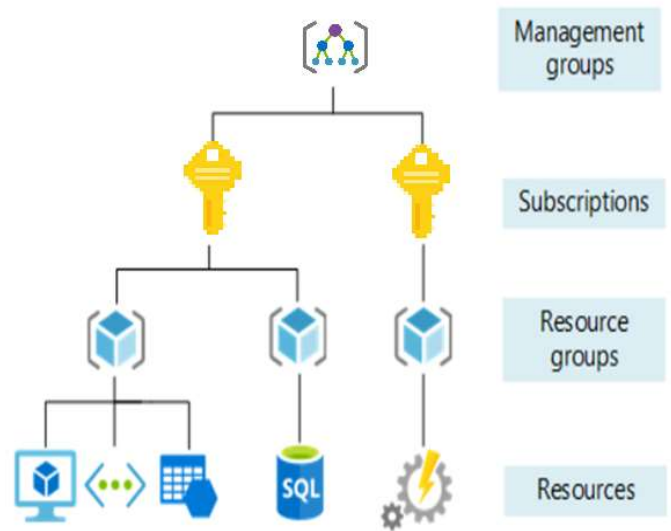 Management
groups
Subscriptions
Resource
groups
SQL
Resources